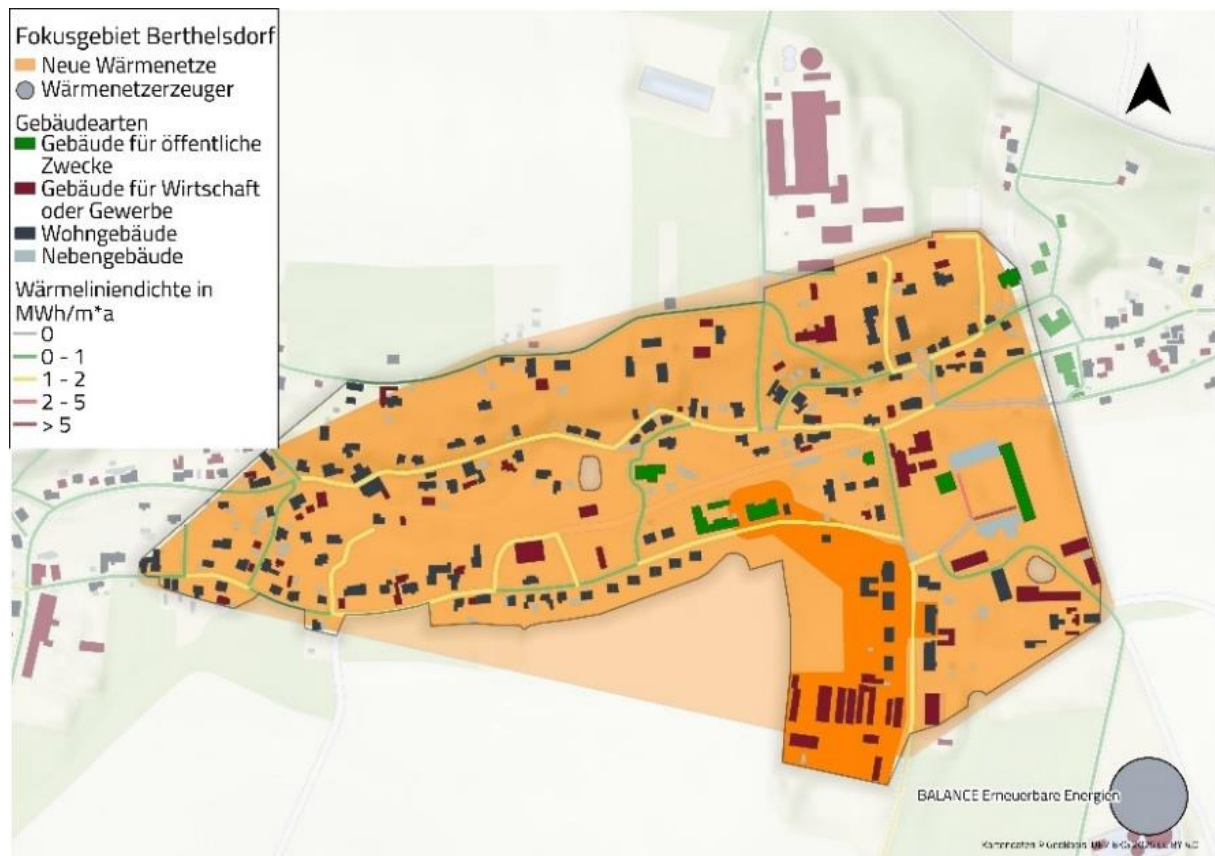 Fokusgebiet Berthelsdorf
Neue Wärmenetze
Wärmenetzerzeuger
Gebäudearten
Gebäude für öffentliche
Zwecke
Gebäude für Wirtschaft
oder Gewerbe
Wohngebäude
Nebengebäude
Wärmeliniendichte in
MWh/m*a
0
0 - 1
1 - 2
2 - 5
> 5
BALANCE Erneuerbare Energien
Kartendaten